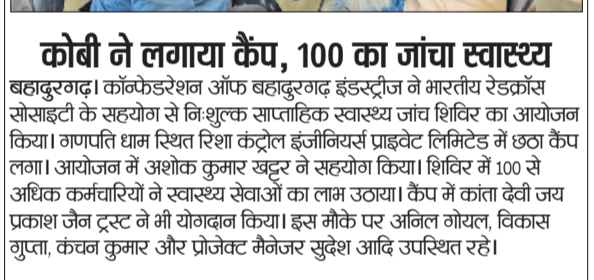 कोबी ने लगाया कैंप, 100 का जांचा स्वास्थ्य
बहादुरगढ़। कॉन्फेडरेशन ऑफ बहादुरगढ़ इंडस्ट्रीज ने भारतीय रेडक्रॉस
सोसाइटी के सहयोग से निःशुल्क साप्ताहिक स्वास्थ्य जांच शिविर का आयोजन
किया। गणपति धाम स्थित रिशा कंट्रोल इंजीनियर्स प्राइवेट लिमिटेड में छठा कैंप
लगा। आयोजन में अशोक कुमार खट्टर ने सहयोग किया। शिविर में 100 से
अधिक कर्मचारियों ने स्वास्थ्य सेवाओं का लाभ उठाया। कैंप में कांता देवी जय
प्रकाश जैन ट्रस्ट ने भी योगदान किया। इस मौके पर अनिल गोयल, विकास
गुप्ता, कंचन कुमार और प्रोजेक्ट मैनेजर सुदेश आदि उपस्थित रहे।